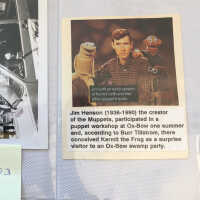 Jim Henson (1936-1990) the creator
of the Muppets, participated in a
puppet workshop at Ox-Bow one summer
and, according to Burr Tillstrom, there
conceived Kermit the Frog as a surprise
visitor to an Ox-Bow swamp party.